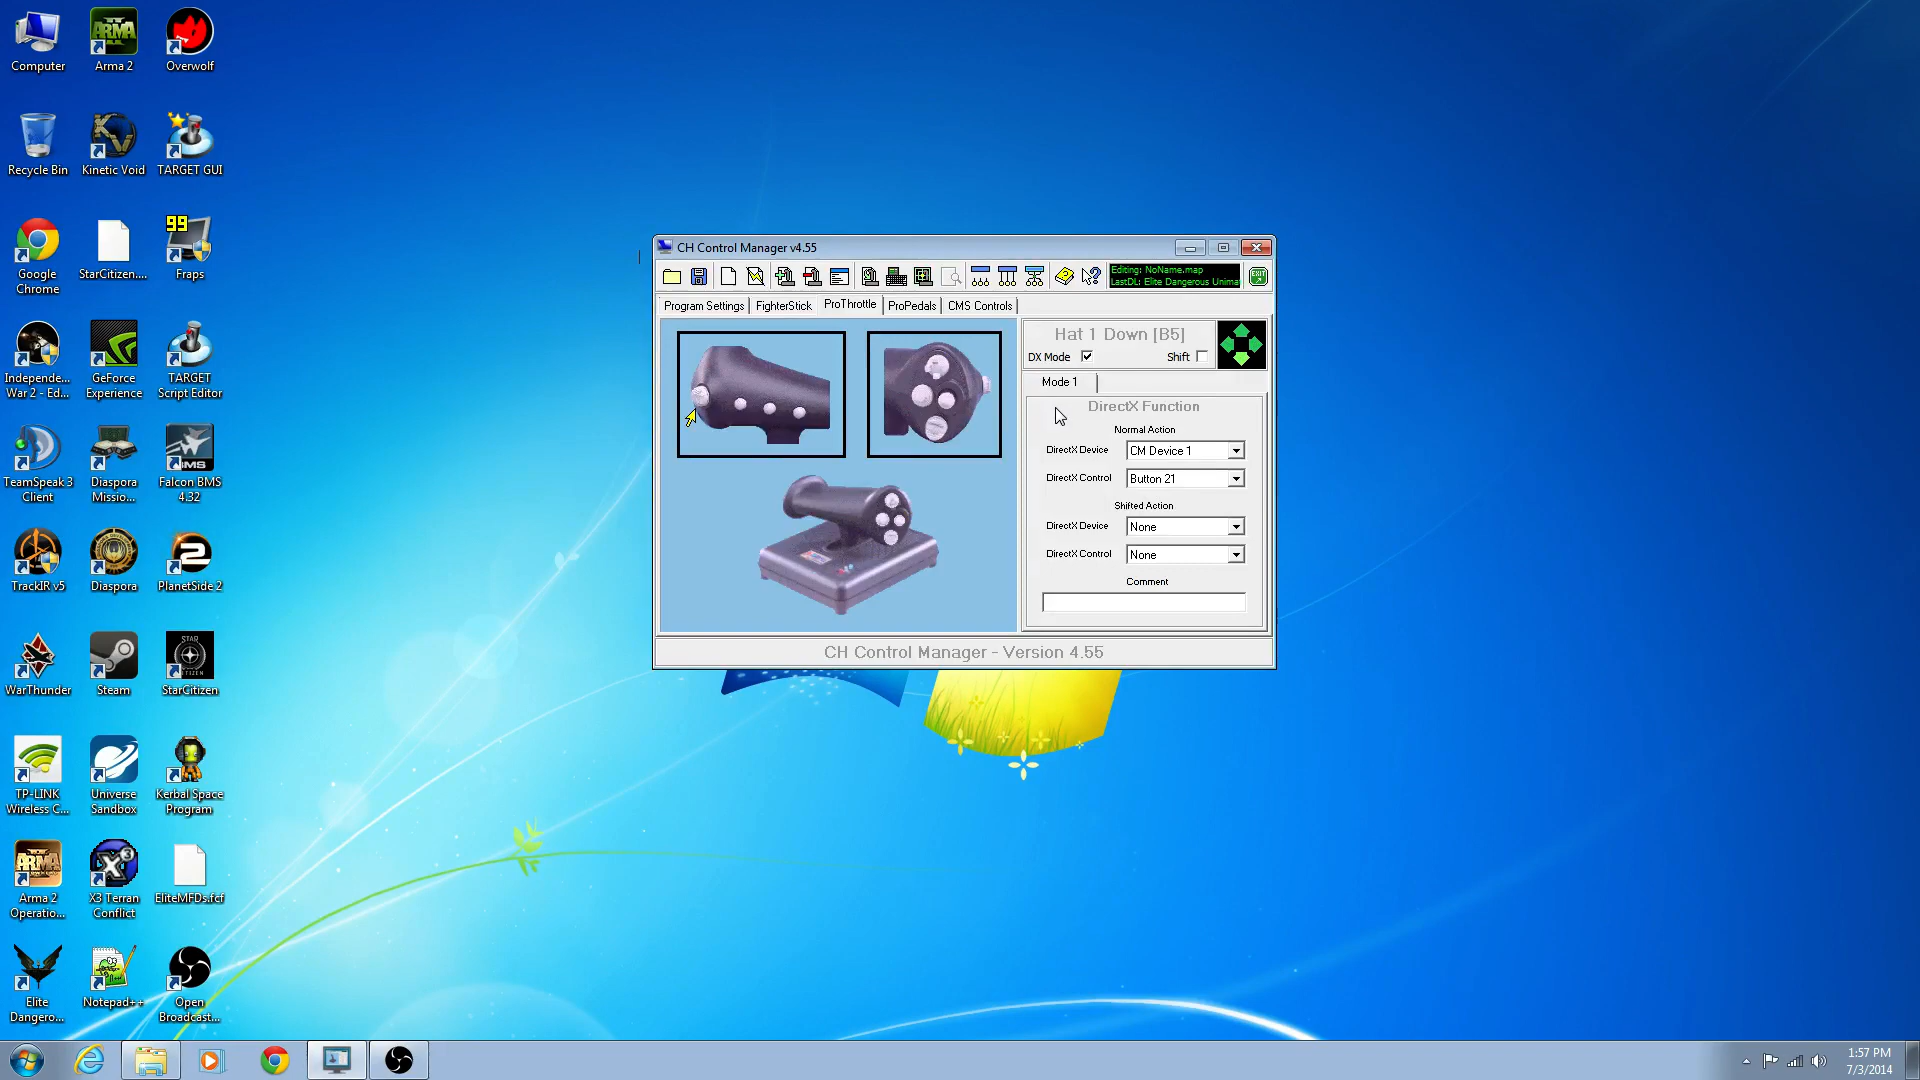 Computer
Arma 2
Overwolf
Recycle Bin
Kinetic Void
TARGET GUI
99
Google
Chrome
StarCitizen....
Fraps
Independe...
War 2 - Ed...
GeForce
Experience
TARGET
Script Editor
TeamSpeak 3
Client
Diaspora
Missio...
Falcon BMS
4.32
TrackIR v5
Diaspora
PlanetSide 2
WarThunder
Steam
StarCitizen
TP-LINK
Wireless C...
Universe
Sandbox
Kerbal Space
Program
Arma 2
Operatio...
X3 Terran
Conflict
EliteMFDs.fcf
Elite
Dangero...
Notepad++
Open
Broadcast...
CH Control Manager v4.55
Editing: NoName.map
LastDL: Elite Dangerous Unima
EXIT
Program Settings
FighterStick
ProThrottle
ProPedals
CMS Controls
Hat 1 Down [B5]
DX Mode
Shift
Mode 1
DirectX Function
Normal Action
DirectX Device
CM Device 1
DirectX Control
Button 21
Shifted Action
DirectX Device
None
DirectX Control
None
Comment
CH Control Manager - Version 4.55
1:57 PM
7/3/2014